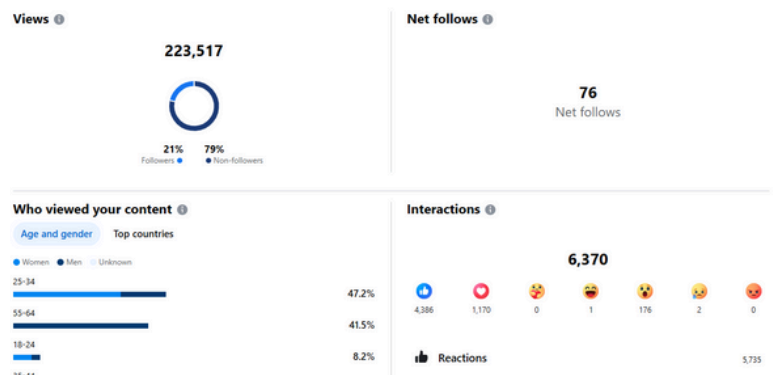 Views
223,517
21% 79%
Followers Non-followers
Net follows
76
Net follows
Who viewed your content
Age and gender Top countries
Women Men Unknown
25-34
47.2%
55-64
41.5%
18-24
8.2%
Interactions
6,370
4,386 1,170 0 1 176 2 0
Reactions 5,735